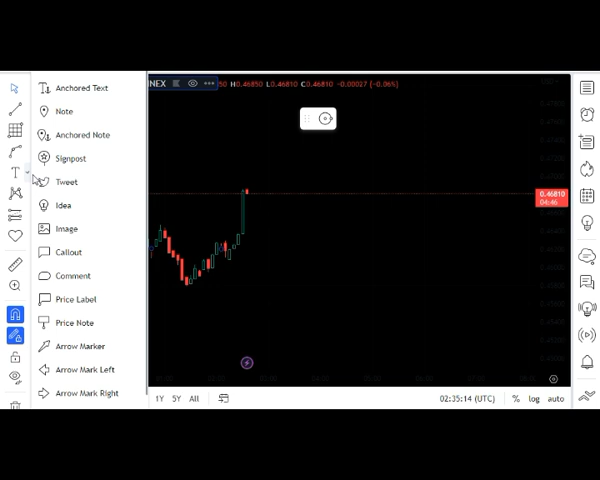 NEX 50 H0.46850 L0.46810 C0.46810 -0.00027 (-0.06%)
Anchored Text
Note
Anchored Note
Signpost
Tweet
Idea
Image
Callout
Comment
Price Label
Price Note
Arrow Marker
Arrow Mark Left
Arrow Mark Right
0.46810
04:46
1Y 5Y All
02:35:14 (UTC) % log auto